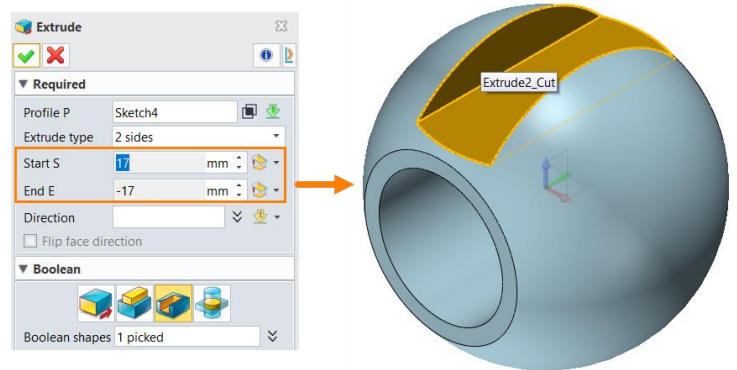 Extrude
▼ Required
Profile P Sketch4
Extrude type 2 sides
Start S 17 mm
End E -17 mm
Direction
Flip face direction
▼ Boolean
Boolean shapes 1 picked
Extrude2_Cut